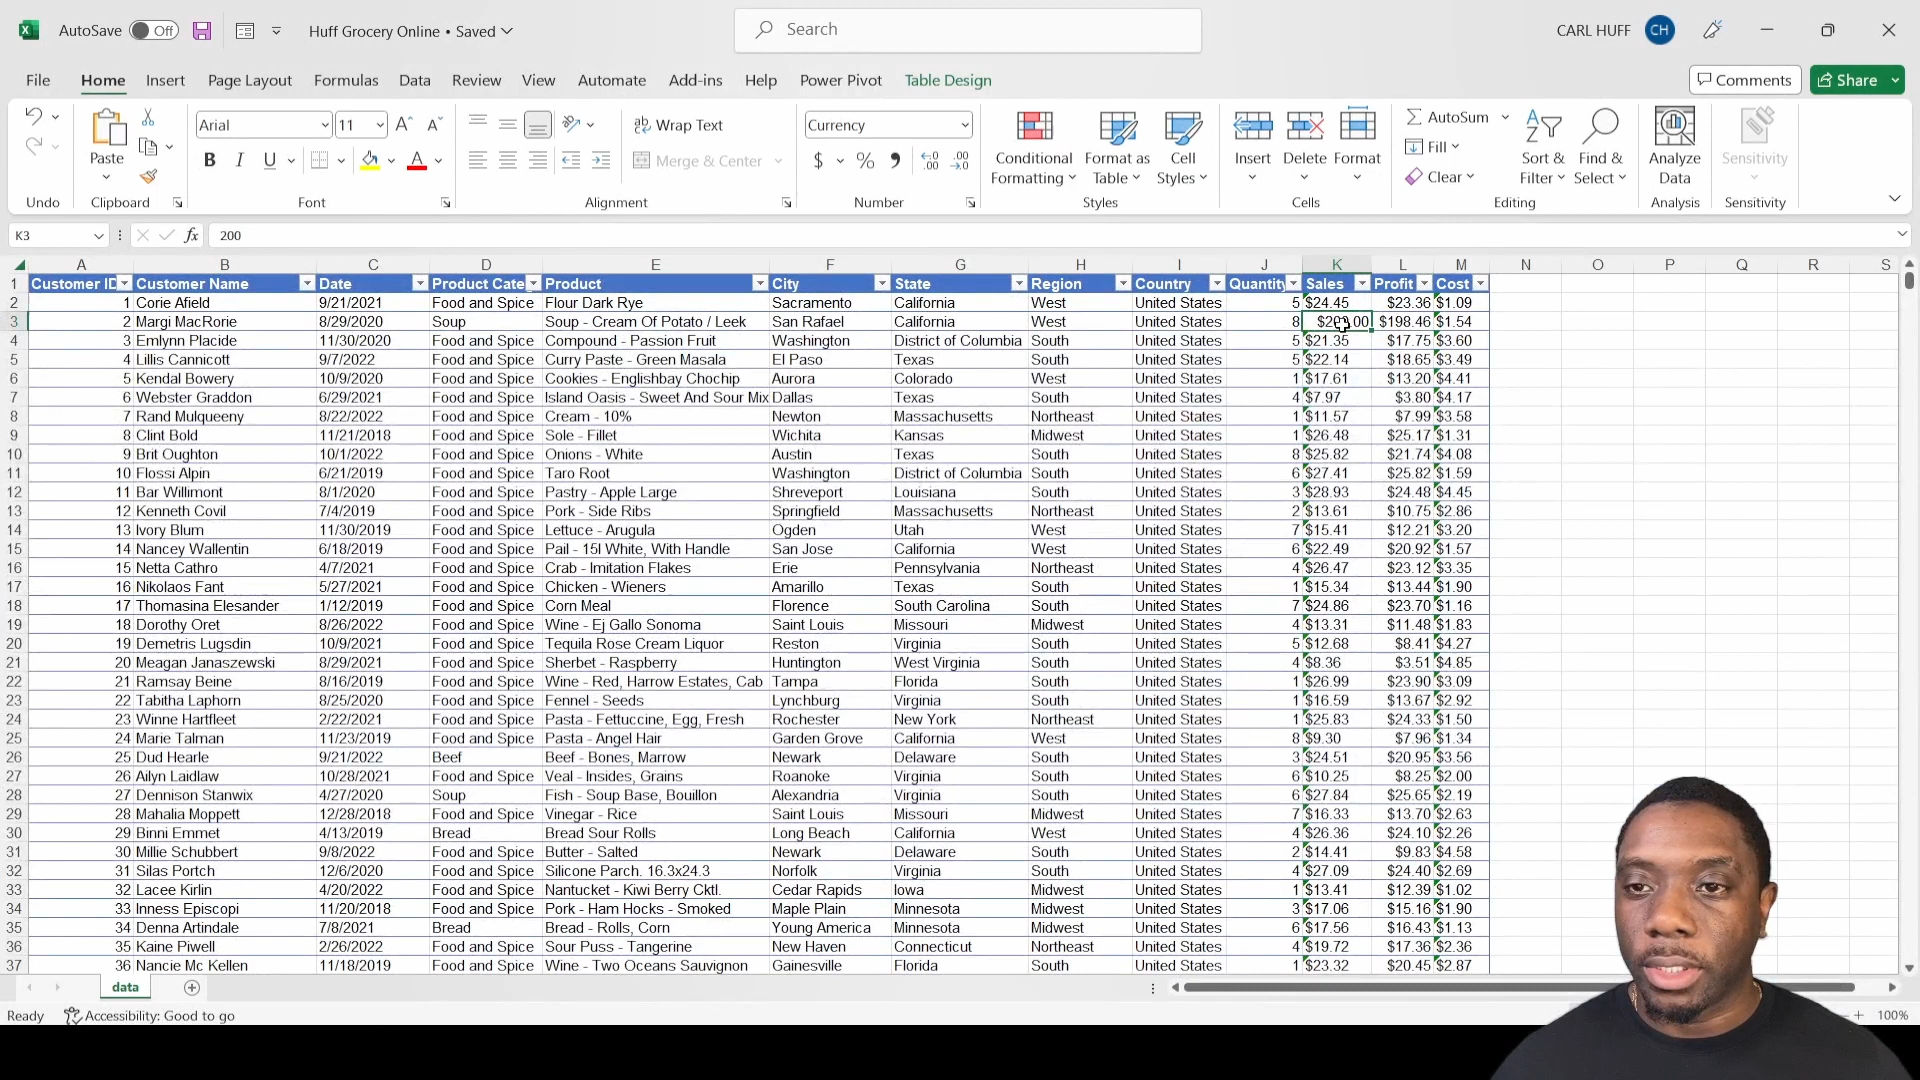 AutoSave Off Huff Grocery Online • Saved Search CARL HUFF CH
File Home Insert Page Layout Formulas Data Review View Automate Add-ins Help Power Pivot Table Design Comments Share
Arial 11 Wrap Text Currency AutoSum
Paste B I U Merge & Center $ % Conditional Formatting Format as Table Cell Styles Insert Delete Format Fill Clear Sort & Filter Find & Select Analyze Data Sensitivity
Undo Clipboard Font Alignment Number Styles Cells Editing Analysis Sensitivity
K3 fx 200
A B C D E F G H I J K L M N O P Q R S
1 Customer ID Customer Name Date Product Cate Product City State Region Country Quantity Sales Profit Cost
2 1 Corie Afield 9/21/2021 Food and Spice Flour Dark Rye Sacramento California West United States 5 $24.45 $23.36 $1.09
3 2 Margi MacRorie 8/29/2020 Soup Soup - Cream Of Potato / Leek San Rafael California West United States 8 $200.00 $198.46 $1.54
4 3 Emlynn Placide 11/30/2020 Food and Spice Compound - Passion Fruit Washington District of Columbia South United States 5 $21.35 $17.75 $3.60
5 4 Lillis Cannicott 9/7/2022 Food and Spice Curry Paste - Green Masala El Paso Texas South United States 5 $22.14 $18.65 $3.49
6 5 Kendal Bowery 10/9/2020 Food and Spice Cookies - Englishbay Chochip Aurora Colorado West United States 1 $17.61 $13.20 $4.41
7 6 Webster Graddon 6/29/2021 Food and Spice Island Oasis - Sweet And Sour Mix Dallas Texas South United States 4 $7.97 $3.80 $4.17
8 7 Rand Mulqueeny 8/22/2022 Food and Spice Cream - 10% Newton Massachusetts Northeast United States 1 $11.57 $7.99 $3.58
9 8 Clint Bold 11/21/2018 Food and Spice Sole - Fillet Wichita Kansas Midwest United States 1 $26.48 $25.17 $1.31
10 9 Brit Oughton 10/1/2022 Food and Spice Onions - White Austin Texas South United States 8 $25.82 $21.74 $4.08
11 10 Flossi Alpin 6/21/2019 Food and Spice Taro Root Washington District of Columbia South United States 6 $27.41 $25.82 $1.59
12 11 Bar Willimont 8/1/2020 Food and Spice Pastry - Apple Large Shreveport Louisiana South United States 3 $28.93 $24.48 $4.45
13 12 Kenneth Covil 7/4/2019 Food and Spice Pork - Side Ribs Springfield Massachusetts Northeast United States 2 $13.61 $10.75 $2.86
14 13 Ivory Blum 11/30/2019 Food and Spice Lettuce - Arugula Ogden Utah West United States 7 $15.41 $12.21 $3.20
15 14 Nancey Wallentin 6/18/2019 Food and Spice Pail - 15l White, With Handle San Jose California West United States 6 $22.49 $20.92 $1.57
16 15 Netta Cathro 4/7/2021 Food and Spice Crab - Imitation Flakes Erie Pennsylvania Northeast United States 4 $26.47 $23.12 $3.35
17 16 Nikolaos Fant 5/27/2021 Food and Spice Chicken - Wieners Amarillo Texas South United States 1 $15.34 $13.44 $1.90
18 17 Thomasina Elesander 1/12/2019 Food and Spice Corn Meal Florence South Carolina South United States 7 $24.86 $23.70 $1.16
19 18 Dorothy Oret 8/26/2022 Food and Spice Wine - Ej Gallo Sonoma Saint Louis Missouri Midwest United States 4 $13.31 $11.48 $1.83
20 19 Demetris Lugsdin 10/9/2021 Food and Spice Tequila Rose Cream Liquor Reston Virginia South United States 5 $12.68 $8.41 $4.27
21 20 Meagan Janaszewski 8/29/2021 Food and Spice Sherbet - Raspberry Huntington West Virginia South United States 4 $8.36 $3.51 $4.85
22 21 Ramsay Beine 8/16/2019 Food and Spice Wine - Red, Harrow Estates, Cab Tampa Florida South United States 1 $26.99 $23.90 $3.09
23 22 Tabitha Laphorn 8/25/2020 Food and Spice Fennel - Seeds Lynchburg Virginia South United States 1 $16.59 $13.67 $2.92
24 23 Winne Hartfleet 2/22/2021 Food and Spice Pasta - Fettuccine, Egg, Fresh Rochester New York Northeast United States 1 $25.83 $24.33 $1.50
25 24 Marie Talman 11/23/2019 Food and Spice Pasta - Angel Hair Garden Grove California West United States 8 $9.30 $7.96 $1.34
26 25 Dud Hearle 9/21/2022 Beef Beef - Bones, Marrow Newark Delaware South United States 3 $24.51 $20.95 $3.56
27 26 Ailyn Laidlaw 10/28/2021 Food and Spice Veal - Insides, Grains Roanoke Virginia South United States 6 $10.25 $8.25 $2.00
28 27 Dennison Stanwix 4/27/2020 Soup Fish - Soup Base, Bouillon Alexandria Virginia South United States 6 $27.84 $25.65 $2.19
29 28 Mahalia Moppett 12/28/2018 Food and Spice Vinegar - Rice Saint Louis Missouri Midwest United States 7 $16.33 $13.70 $2.63
30 29 Binni Emmet 4/13/2019 Bread Bread Sour Rolls Long Beach California West United States 4 $26.36 $24.10 $2.26
31 30 Millie Schubbert 9/8/2022 Food and Spice Butter - Salted Newark Delaware South United States 2 $14.41 $9.83 $4.58
32 31 Silas Portch 12/6/2020 Food and Spice Silicone Parch. 16.3x24.3 Norfolk Virginia South United States 4 $27.09 $24.40 $2.69
33 32 Lacee Kirlin 4/20/2022 Food and Spice Nantucket - Kiwi Berry Cktl. Cedar Rapids Iowa Midwest United States 1 $13.41 $12.39 $1.02
34 33 Inness Episcopi 11/20/2018 Food and Spice Pork - Ham Hocks - Smoked Maple Plain Minnesota Midwest United States 3 $17.06 $15.16 $1.90
35 34 Denna Artindale 7/8/2021 Bread Bread - Rolls, Corn Young America Minnesota Midwest United States 6 $17.56 $16.43 $1.13
36 35 Kaine Piwell 2/26/2022 Food and Spice Sour Puss - Tangerine New Haven Connecticut Northeast United States 4 $19.72 $17.36 $2.36
37 36 Nancie Mc Kellen 11/18/2019 Food and Spice Wine - Two Oceans Sauvignon Gainesville Florida South United States 1 $23.32 $20.45 $2.87
data
Ready Accessibility: Good to go 100%